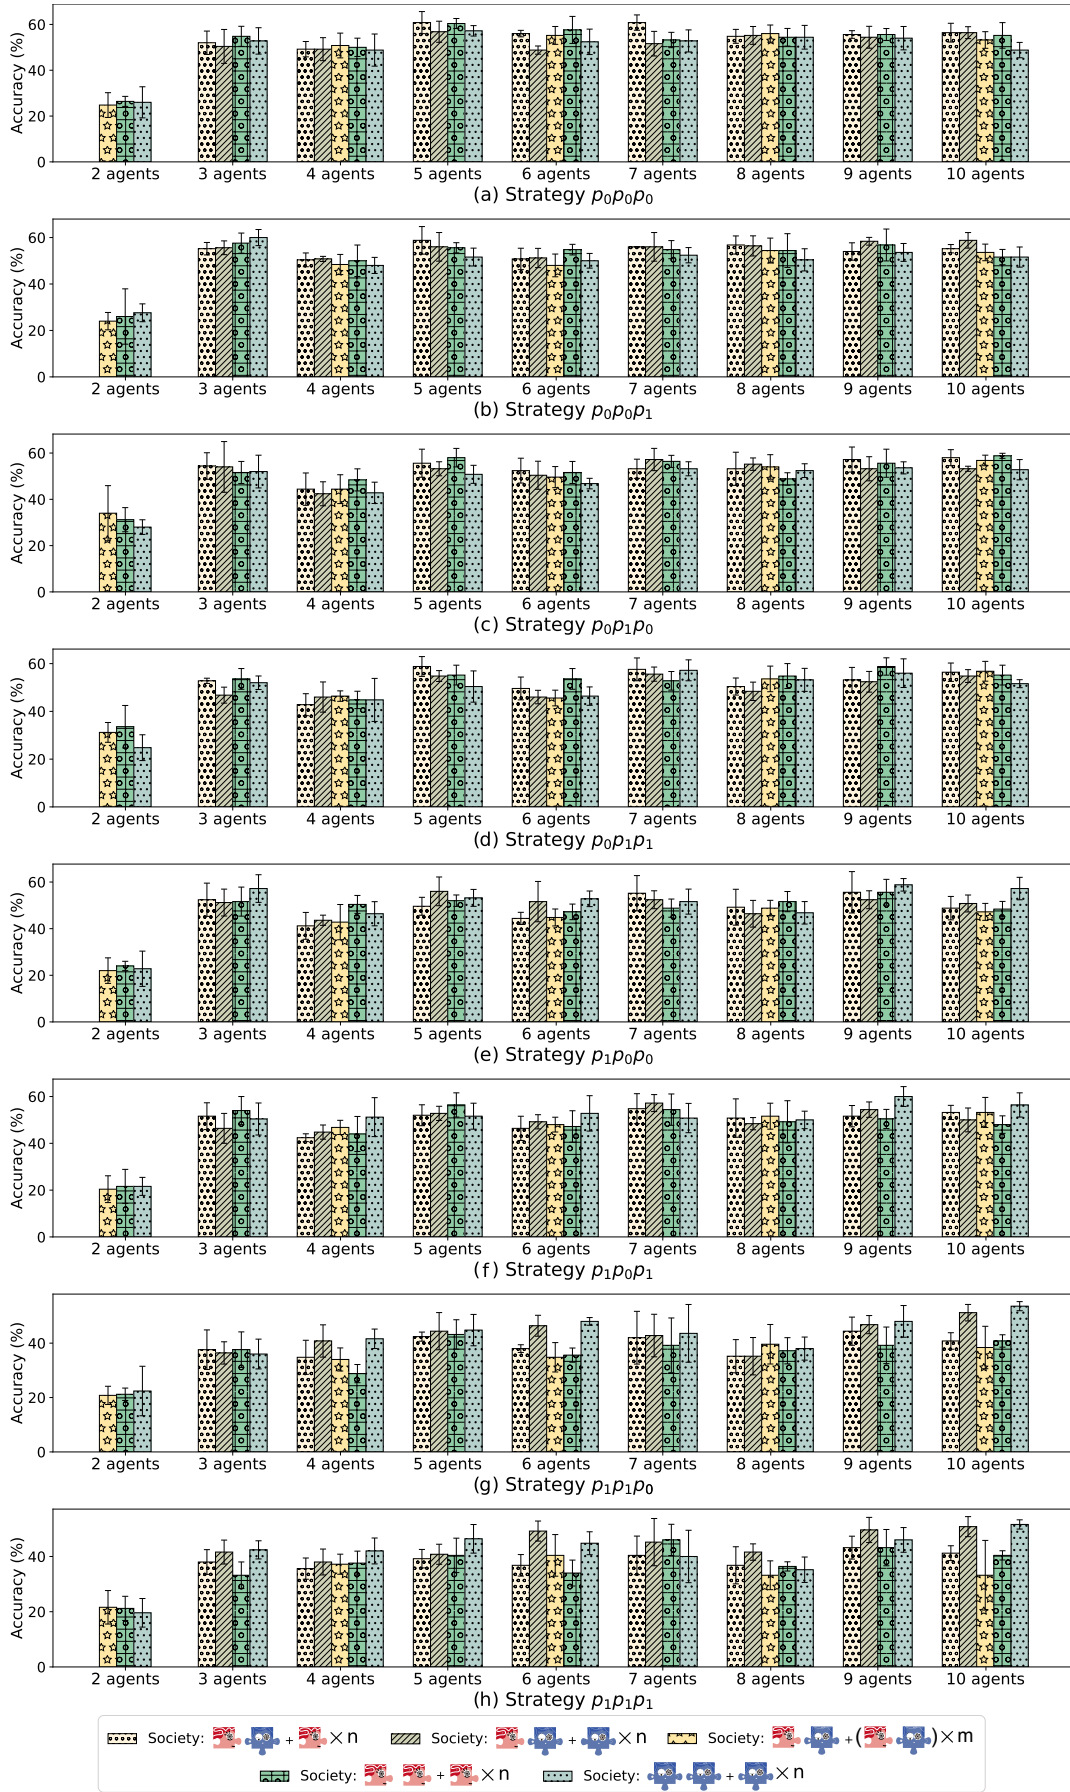 Accuracy (%)
60
40
20
0
2 agents 3 agents 4 agents 5 agents 6 agents 7 agents 8 agents 9 agents 10 agents
(a) Strategy p₀p₀p₀
Accuracy (%)
60
40
20
0
2 agents 3 agents 4 agents 5 agents 6 agents 7 agents 8 agents 9 agents 10 agents
(b) Strategy p₀p₀p₁
Accuracy (%)
60
40
20
0
2 agents 3 agents 4 agents 5 agents 6 agents 7 agents 8 agents 9 agents 10 agents
(c) Strategy p₀p₁p₀
Accuracy (%)
60
40
20
0
2 agents 3 agents 4 agents 5 agents 6 agents 7 agents 8 agents 9 agents 10 agents
(d) Strategy p₀p₁p₁
Accuracy (%)
60
40
20
0
2 agents 3 agents 4 agents 5 agents 6 agents 7 agents 8 agents 9 agents 10 agents
(e) Strategy p₁p₀p₀
Accuracy (%)
60
40
20
0
2 agents 3 agents 4 agents 5 agents 6 agents 7 agents 8 agents 9 agents 10 agents
(f) Strategy p₁p₀p₁
Accuracy (%)
40
20
0
2 agents 3 agents 4 agents 5 agents 6 agents 7 agents 8 agents 9 agents 10 agents
(g) Strategy p₁p₁p₀
Accuracy (%)
40
20
0
2 agents 3 agents 4 agents 5 agents 6 agents 7 agents 8 agents 9 agents 10 agents
(h) Strategy p₁p₁p₁
Society: + ×n Society: + ×n Society: +( )×m
Society: + ×n Society: + ×n